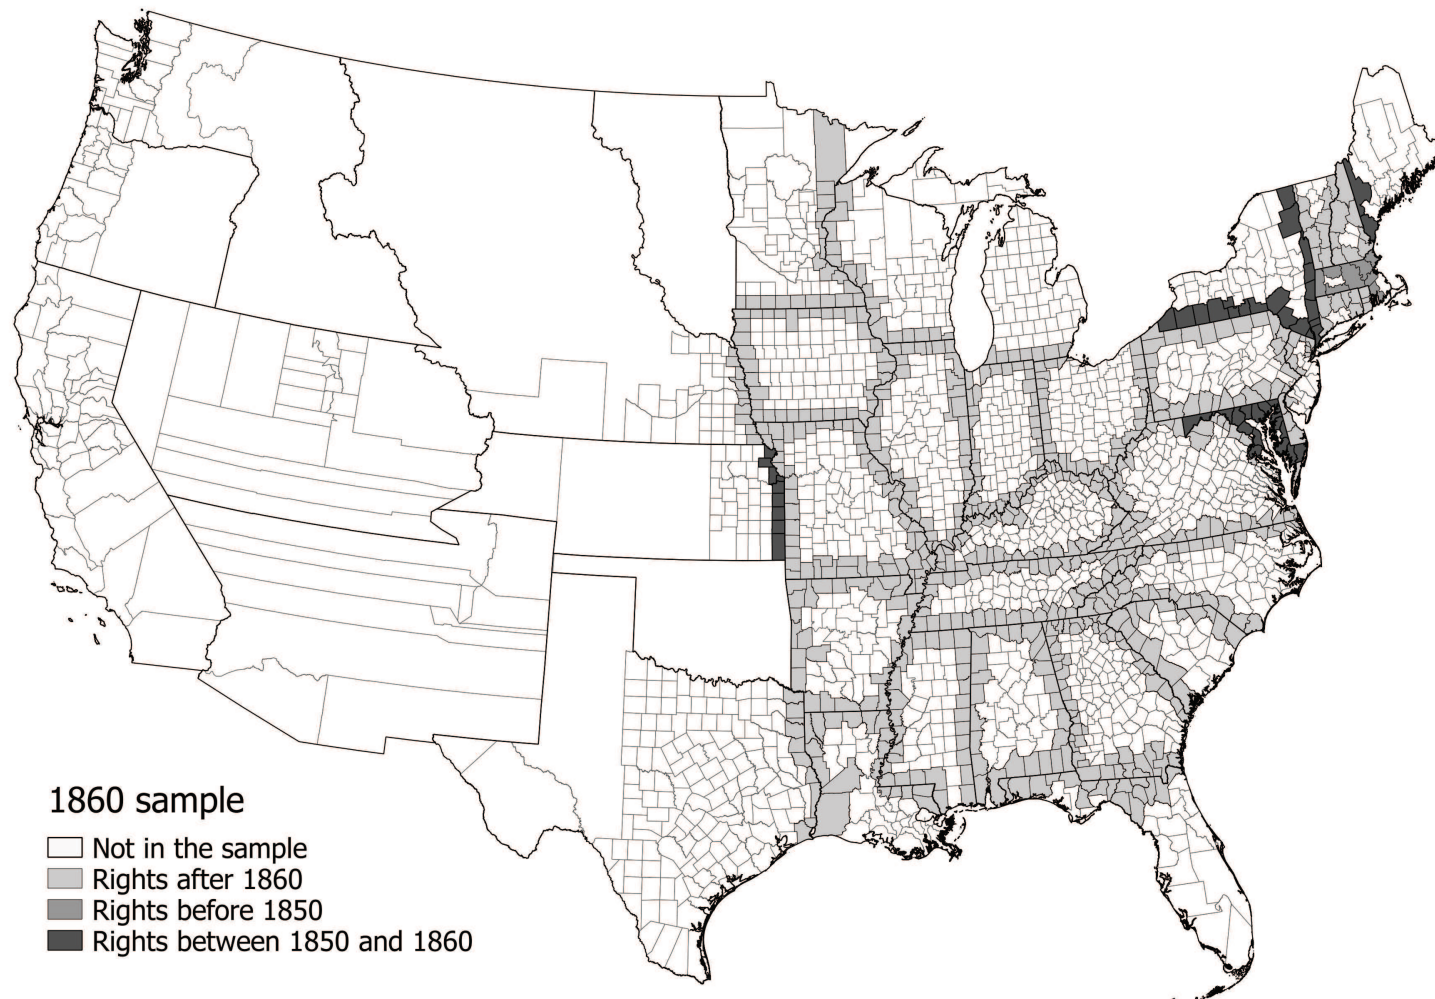 1860 sample
Not in the sample
Rights after 1860
Rights before 1850
Rights between 1850 and 1860